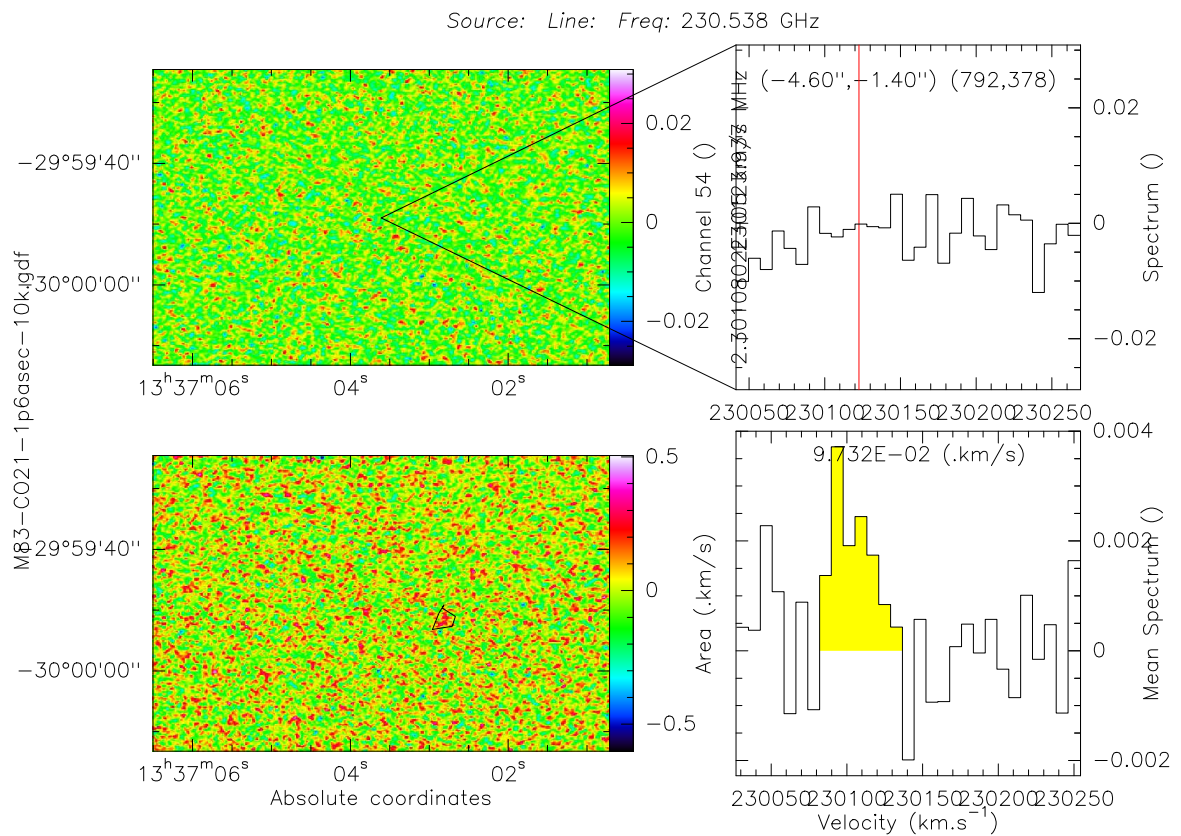 Source: Line: Freq: 230.538 GHz
M83-CO21-1p6asec-10k.gdf
-29°59'40"
-30°00'00"
13h37m06s 04s 02s
0.02
0
-0.02
Channel 54 ()
(-4.60",-1.40") (792,378)
0.02
0
-0.02
Spectrum ()
230050 230100 230150 230200 230250
-29°59'40"
-30°00'00"
13h37m06s 04s 02s
Absolute coordinates
0.5
0
-0.5
Area (.km/s)
9.732E-02 (.km/s)
0.004
0.002
0
-0.002
Mean Spectrum ()
230050 230100 230150 230200 230250
Velocity (km.s-1)